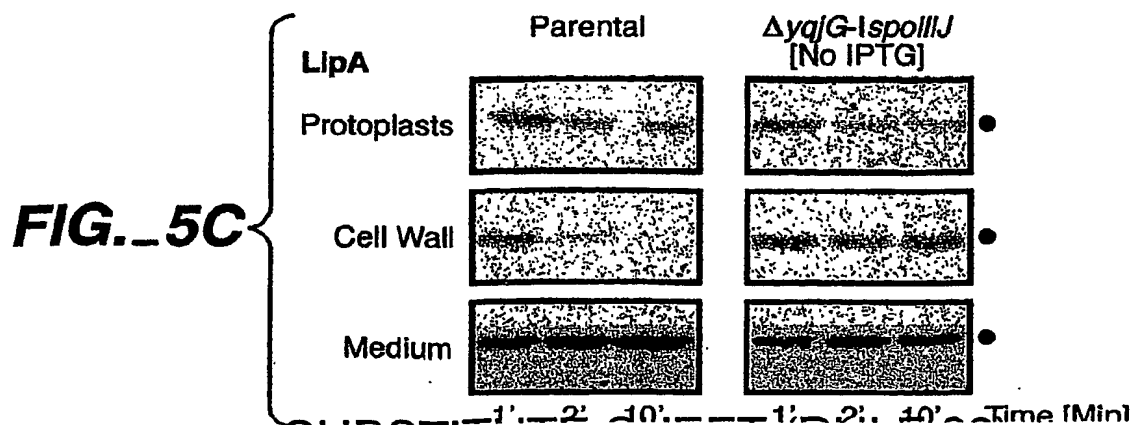 Parental
ΔyqjG-IspoIIIJ
[No IPTG]
LipA
Protoplasts
FIG._5C
Cell Wall
Medium
1' 2' 10' 1' 2' 10' Time [Min]